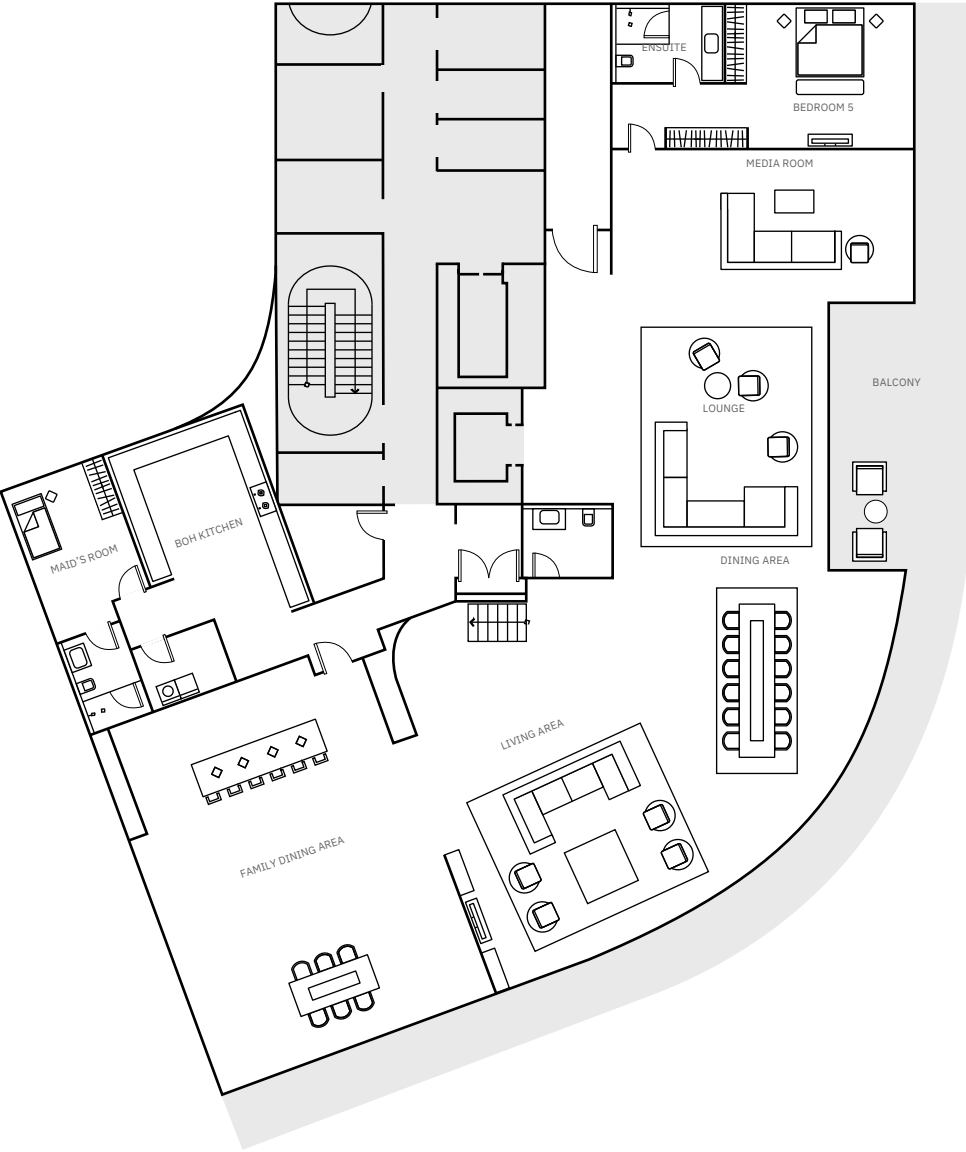 ENSUITE
BEDROOM 5
MEDIA ROOM
BALCONY
LOUNGE
BOH KITCHEN
MAID'S ROOM
DINING AREA
LIVING AREA
FAMILY DINING AREA